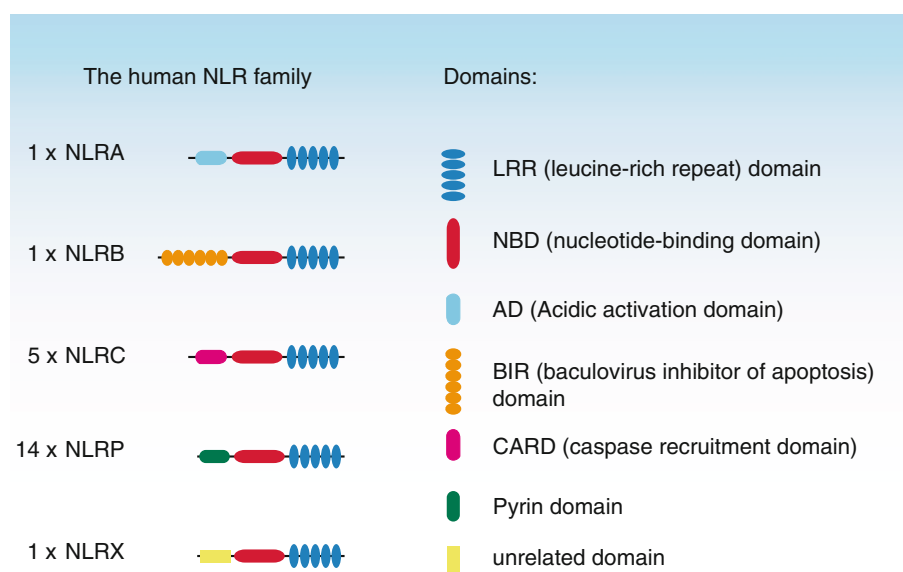 The human NLR family
1 x NLRA
1 x NLRB
5 x NLRC
14 x NLRP
1 x NLRX
Domains:
LRR (leucine-rich repeat) domain
NBD (nucleotide-binding domain)
AD (Acidic activation domain)
BIR (baculovirus inhibitor of apoptosis)
domain
CARD (caspase recruitment domain)
Pyrin domain
unrelated domain